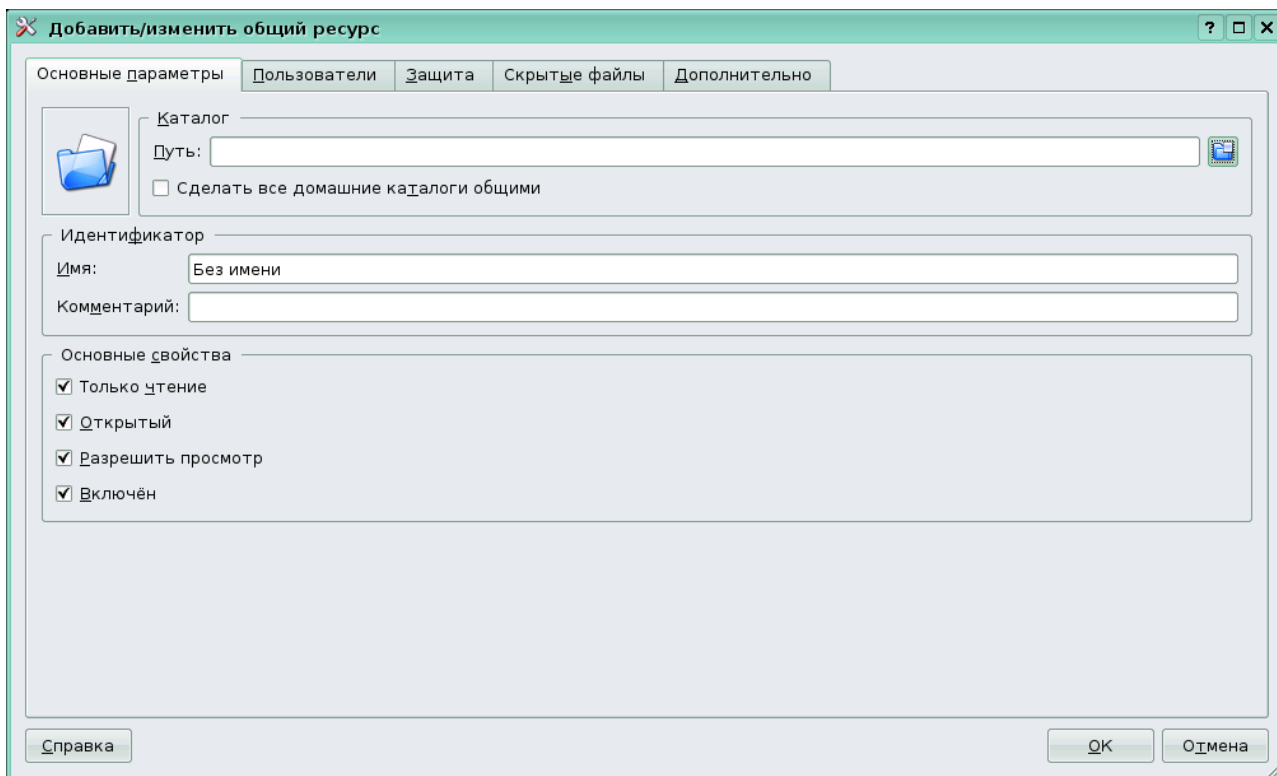 Добавить/изменить общий ресурс
Основные параметры
Пользователи
Защита
Скрытые файлы
Дополнительно
Каталог
Путь:
Сделать все домашние каталоги общими
Идентификатор
Имя:
Без имени
Комментарий:
Основные свойства
Только чтение
Открытый
Разрешить просмотр
Включён
Справка
OK
Отмена